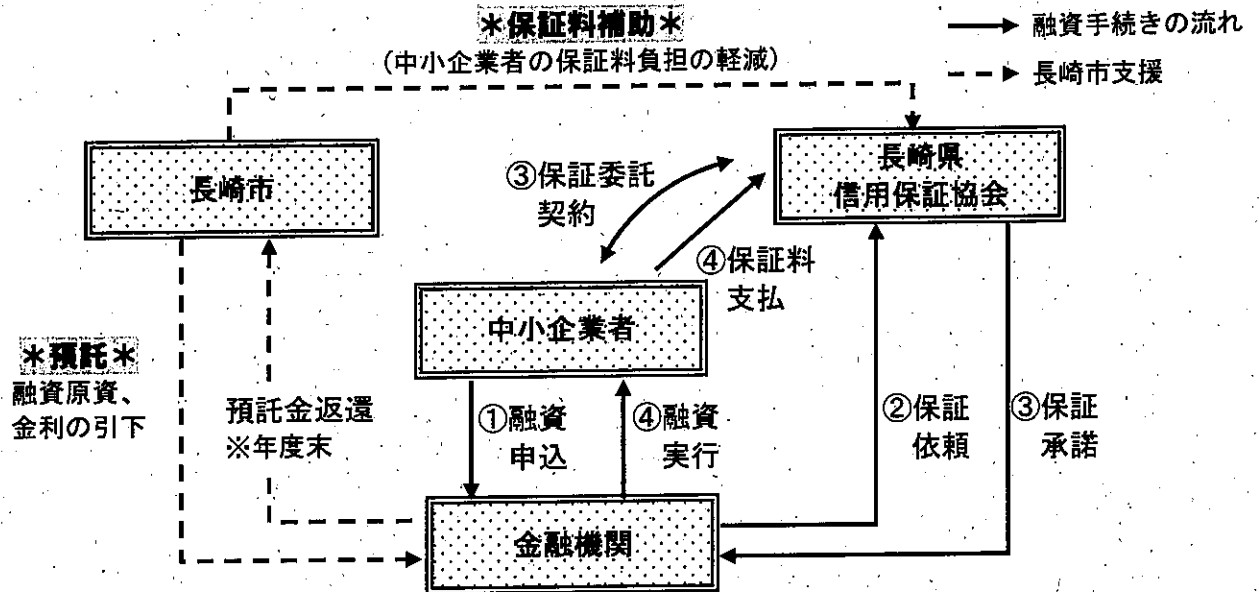 ＊保証料補助＊
（中小企業者の保証料負担の軽減）
融資手続きの流れ
長崎市支援
長崎市
長崎県
信用保証協会
③保証委託
契約
④保証料
支払
中小企業者
＊預託＊
融資原資、
金利の引下
預託金返還
※年度末
①融資
申込
④融資
実行
②保証
依頼
③保証
承諾
金融機関